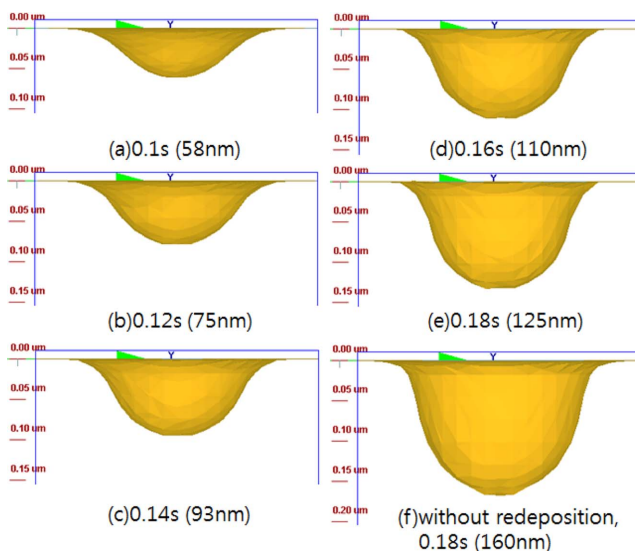 0.00 um
0.05 um
0.10 um
Y
(a)0.1s (58nm)
0.00 um
0.05 um
0.10 um
0.15 um
Y
(b)0.12s (75nm)
0.00 um
0.05 um
0.10 um
0.15 um
Y
(c)0.14s (93nm)
0.00 um
0.05 um
0.10 um
0.15 um
Y
(d)0.16s (110nm)
0.00 um
0.05 um
0.10 um
0.15 um
Y
(e)0.18s (125nm)
0.00 um
0.05 um
0.10 um
0.15 um
0.20 um
Y
(f)without redeposition,
0.18s (160nm)